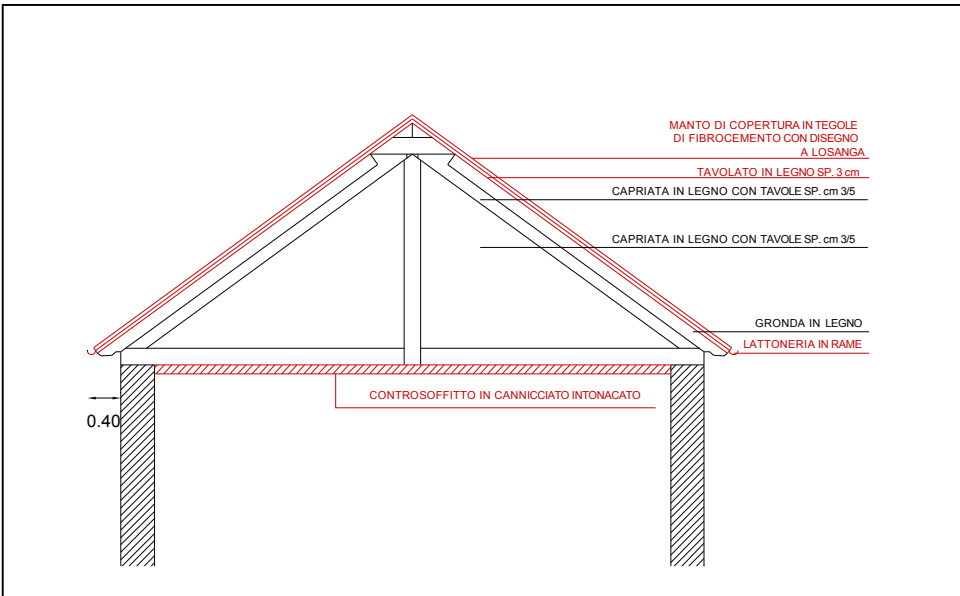 MANTO DI COPERTURA IN TEGOLE
DI FIBROCEMENTO CON DISEGNO
A LOSANGA
TAVOLATO IN LEGNO SP. 3 cm
CAPRIATA IN LEGNO CON TAVOLE SP. cm 3/5
CAPRIATA IN LEGNO CON TAVOLE SP. cm 3/5
GRONDA IN LEGNO
LATTONERIA IN RAME
CONTROSOFFITTO IN CANNICCIATO INTONACATO
0.40